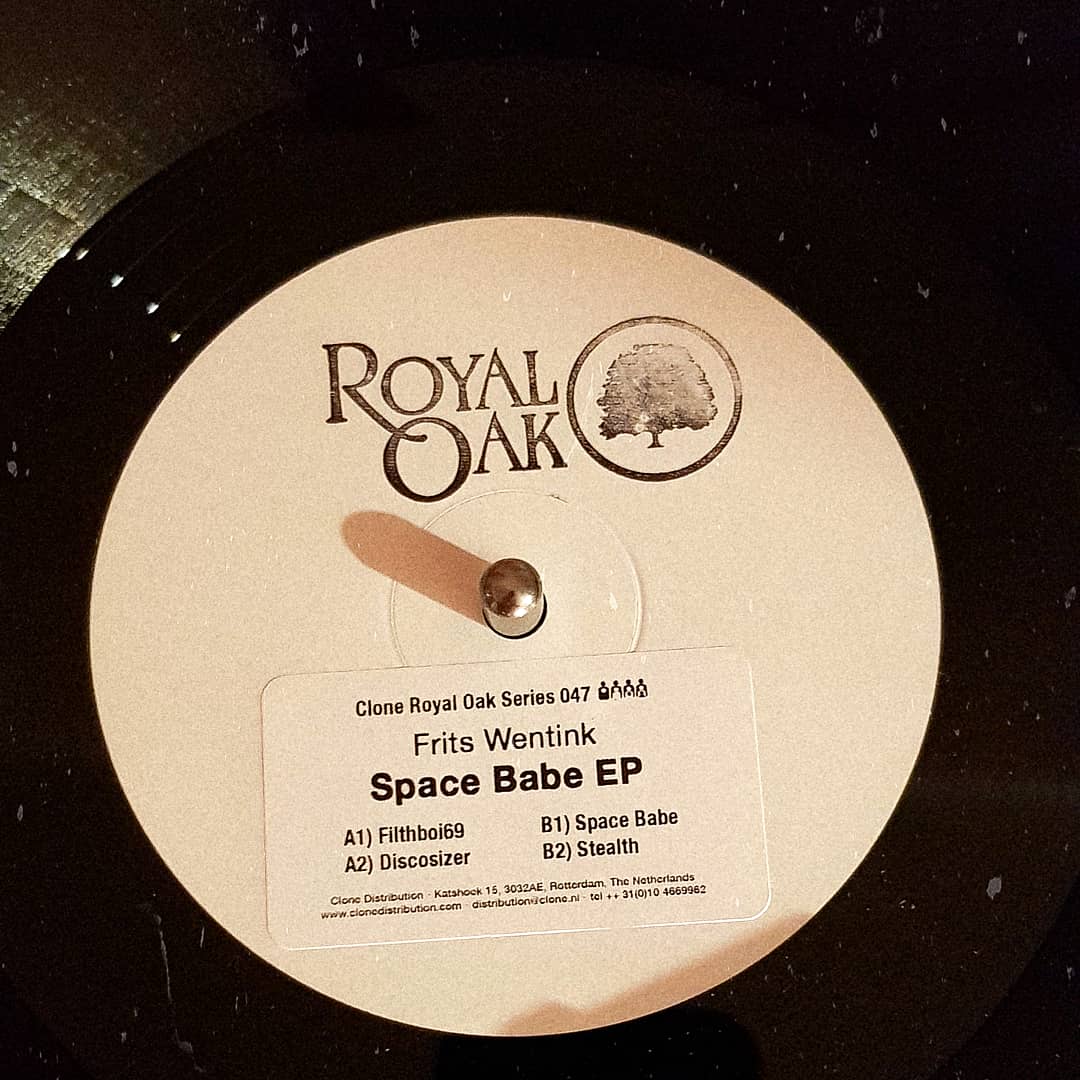 ROYAL
OAK
Clone Royal Oak Series 047
Frits Wentink
Space Babe EP
A1) Filthboi69
A2) Discosizer
B1) Space Babe
B2) Stealth
Clone Distribution - Katshoek 15, 3032AE, Rotterdam, The Netherlands
www.clonedistribution.com - distribution@clone.nl - tel ++ 31(0)10 4669982